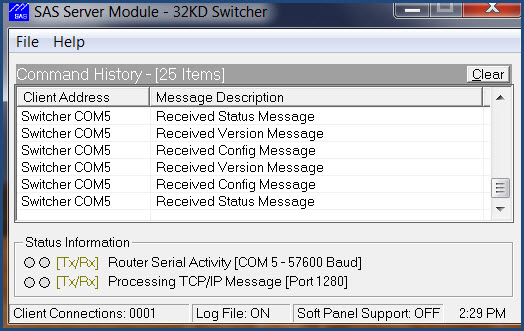 SAS Server Module - 32KD Switcher
SAS
File Help
Command History - [25 Items] Clear
Client Address Message Description
Switcher COM5 Received Status Message
Switcher COM5 Received Version Message
Switcher COM5 Received Config Message
Switcher COM5 Received Version Message
Switcher COM5 Received Config Message
Switcher COM5 Received Status Message
Status Information
[Tx/Rx] Router Serial Activity [COM 5 - 57600 Baud]
[Tx/Rx] Processing TCP/IP Message [Port 1280]
Client Connections: 0001 Log File: ON Soft Panel Support: OFF 2:29 PM